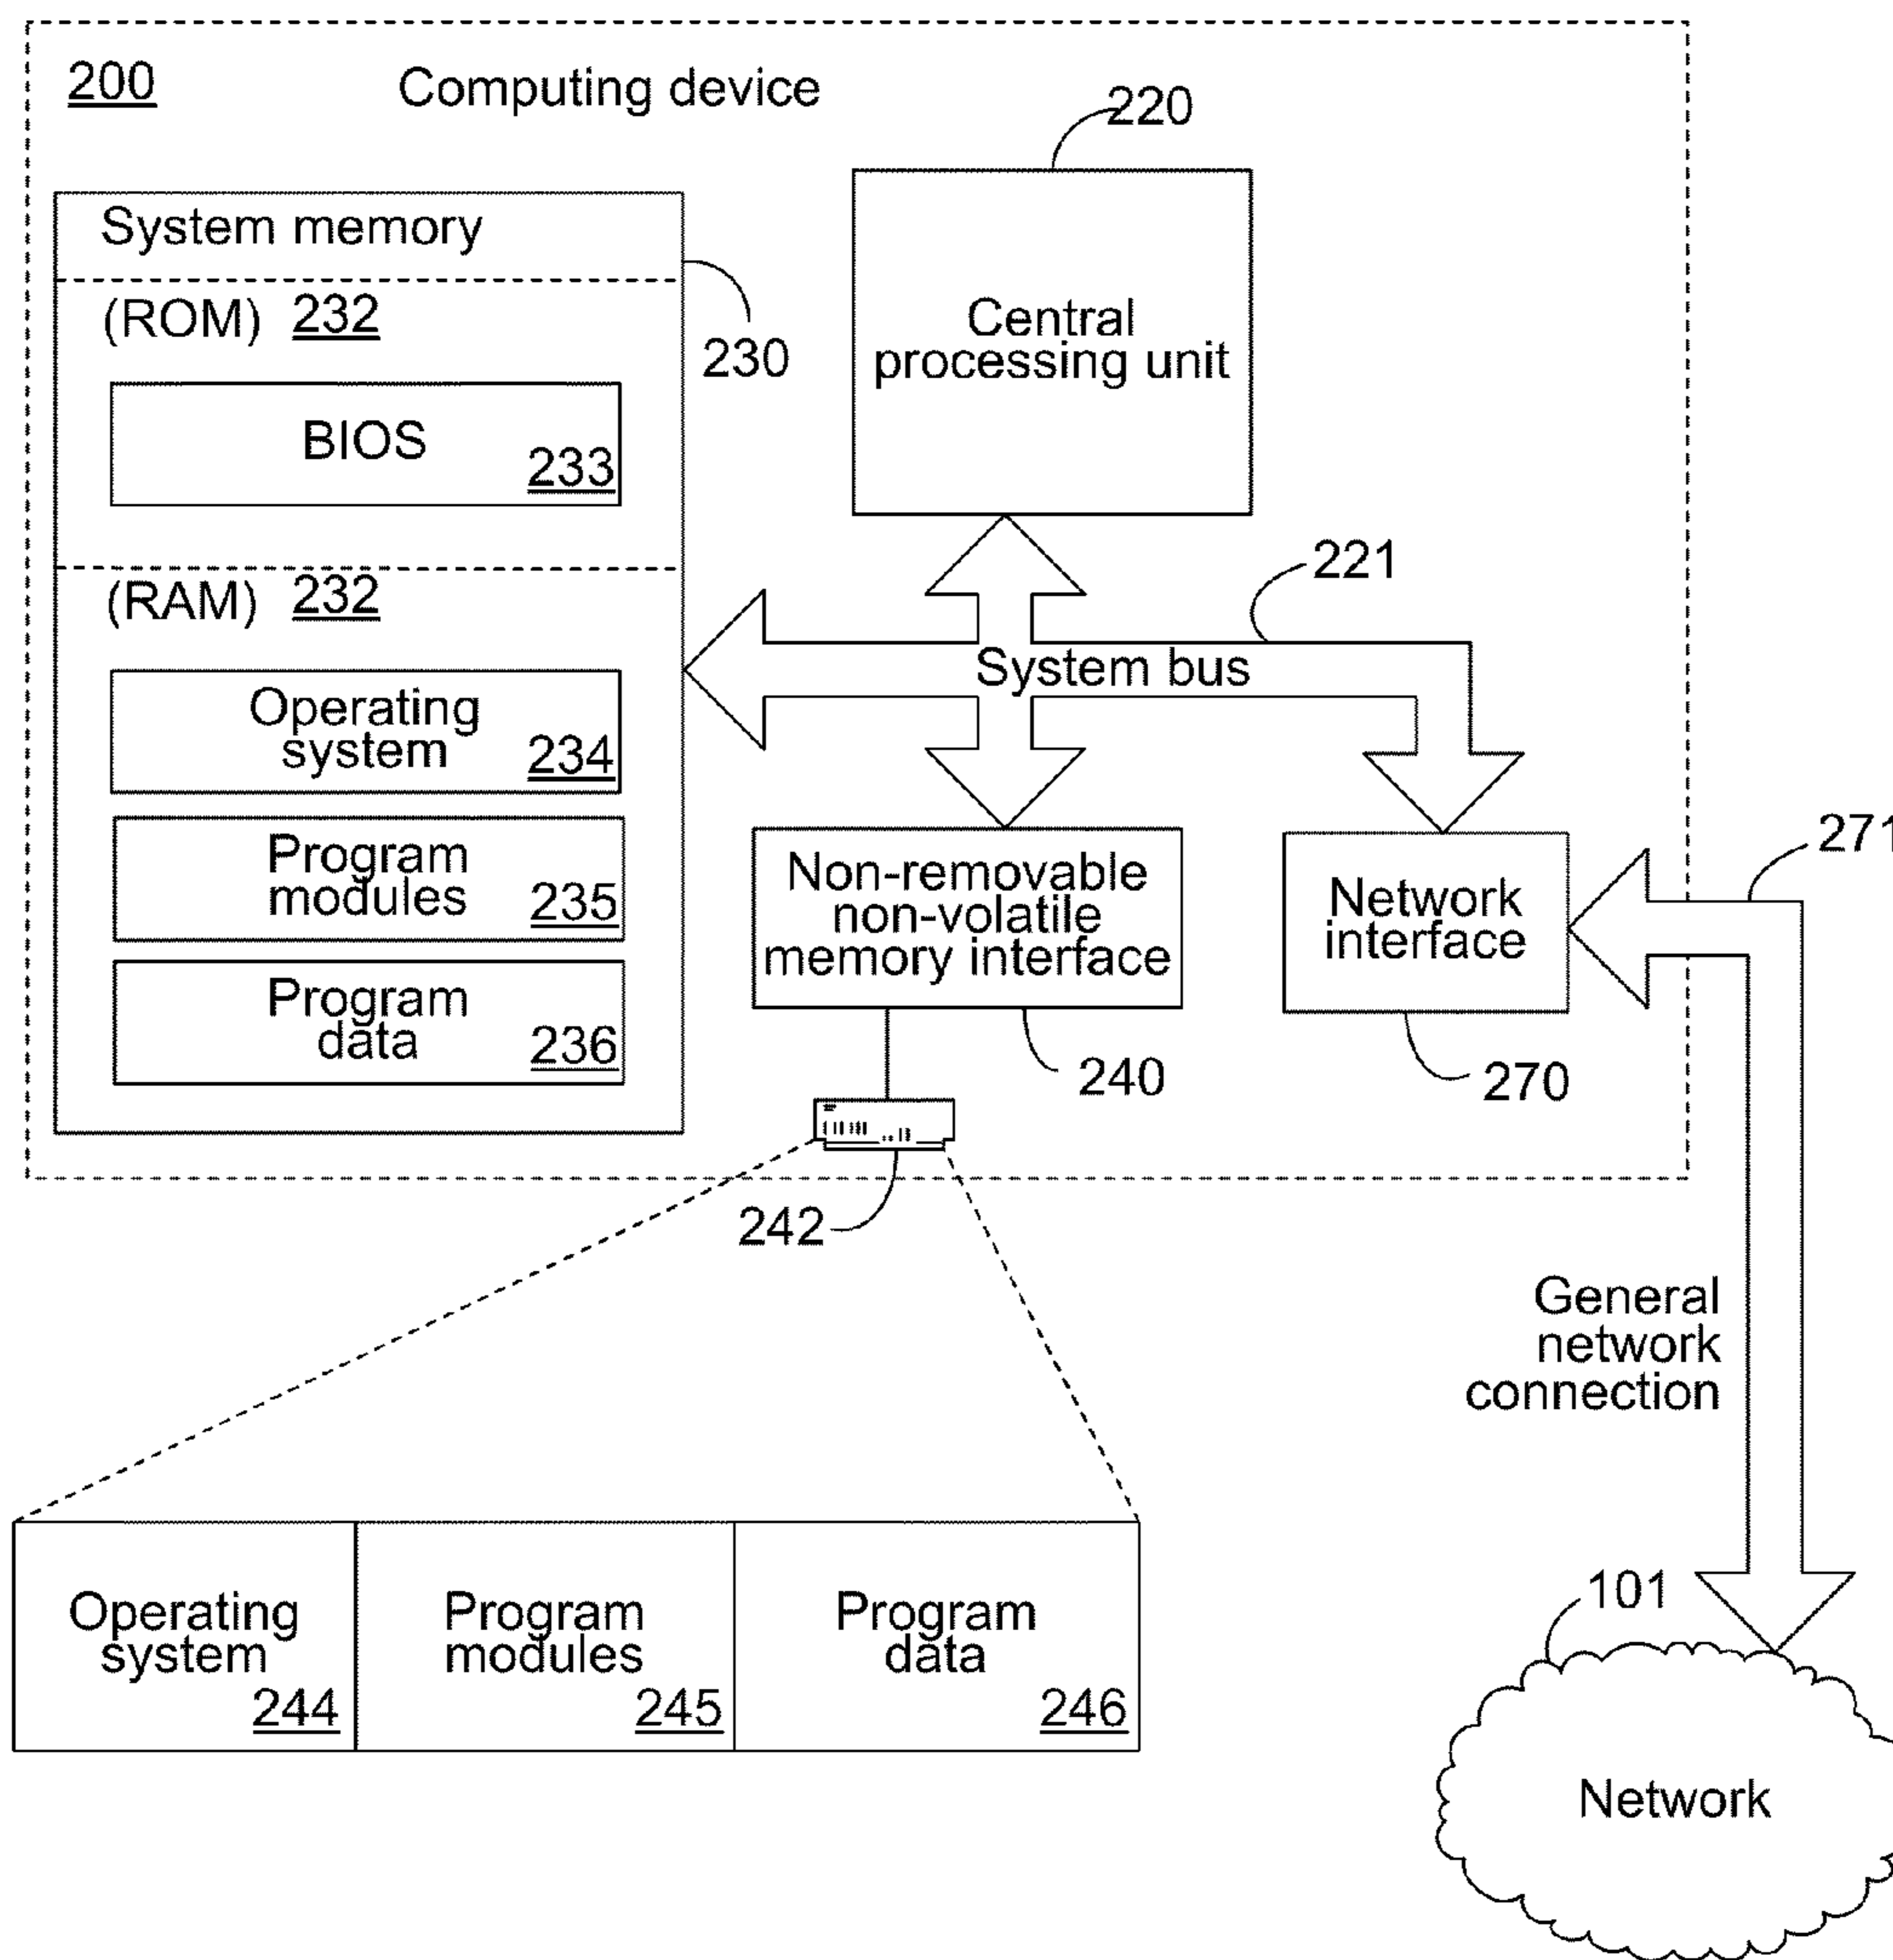 200 Computing device
220
System memory
(ROM) 232
230
BIOS
233
Central
processing unit
(RAM) 232
221
System bus
Operating
system
234
Program
modules
235
Program
data
236
Non-removable
non-volatile
memory interface
240
Network
interface
270
271
242
General
network
connection
Operating
system
244
Program
modules
245
Program
data
246
101
Network